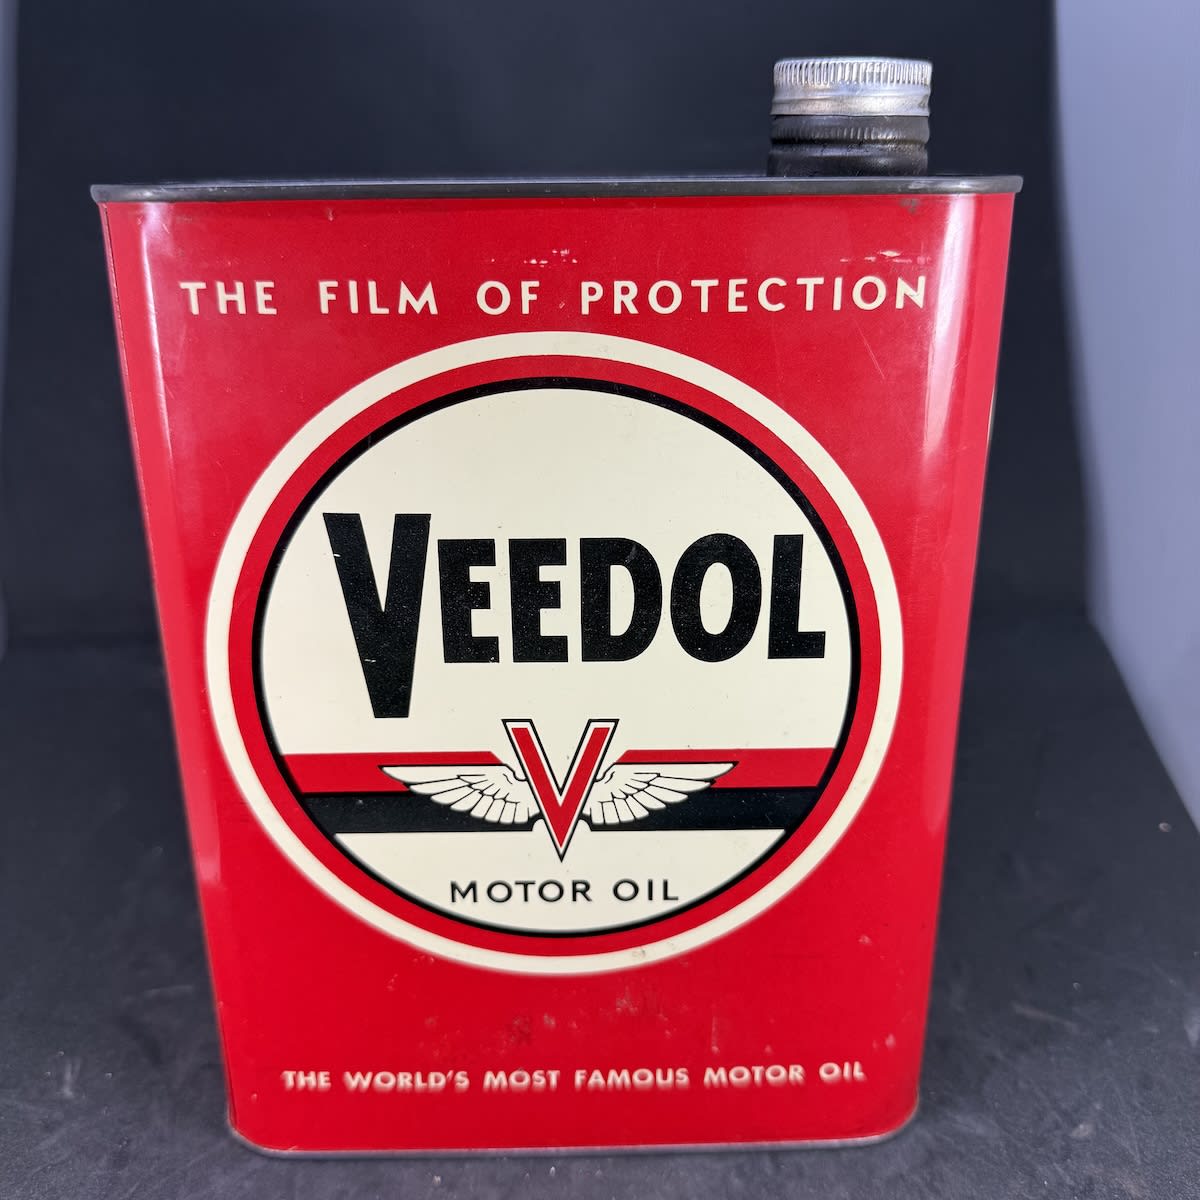 THE FILM OF PROTECTION
VEEDOL
V
MOTOR OIL
THE WORLD'S MOST FAMOUS MOTOR OIL